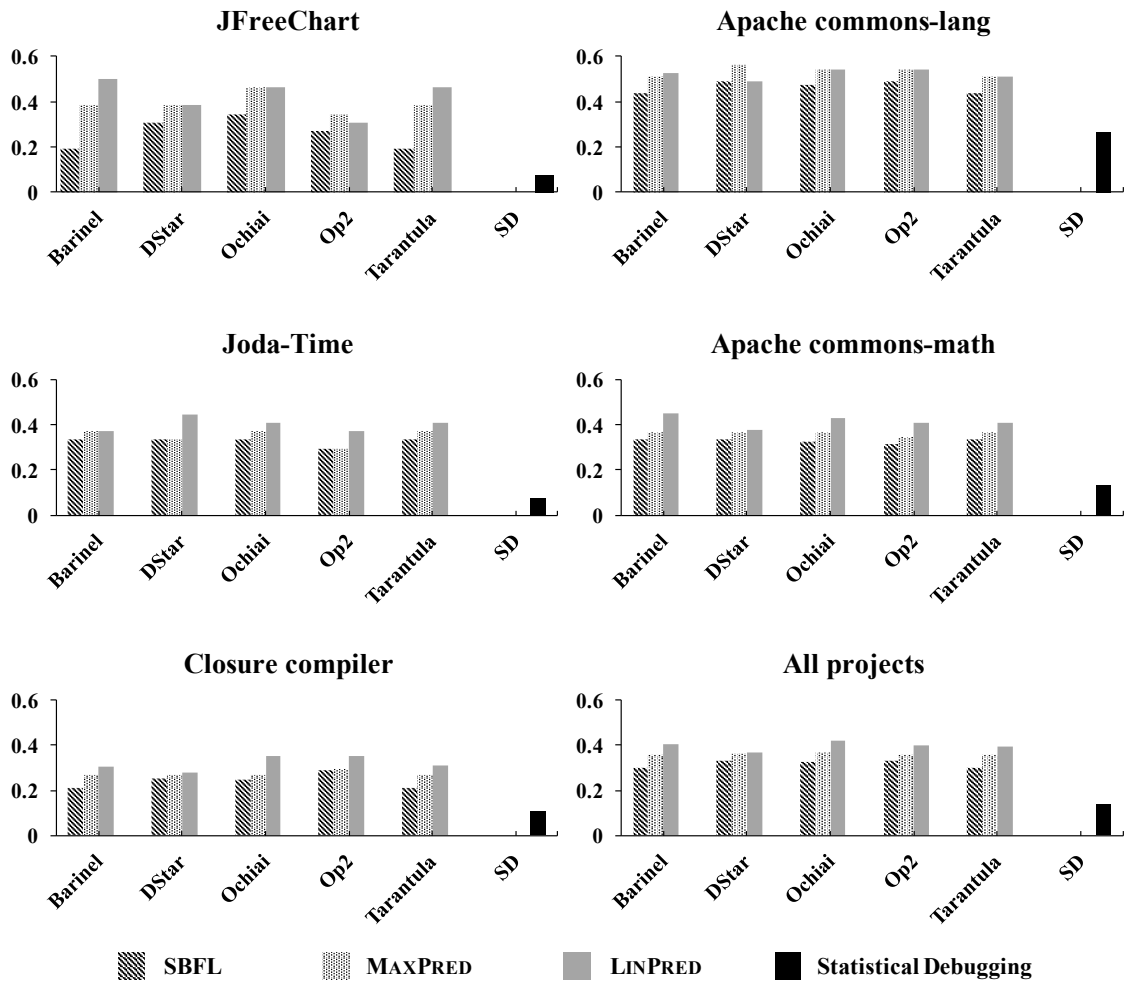 JFreeChart
0.6
0.4
0.2
0
Barinel
DStar
Ochiai
Op2
Tarantula
SD
Apache commons-lang
0.6
0.4
0.2
0
Barinel
DStar
Ochiai
Op2
Tarantula
SD
Joda-Time
0.6
0.4
0.2
0
Barinel
DStar
Ochiai
Op2
Tarantula
SD
Apache commons-math
0.6
0.4
0.2
0
Barinel
DStar
Ochiai
Op2
Tarantula
SD
Closure compiler
0.6
0.4
0.2
0
Barinel
DStar
Ochiai
Op2
Tarantula
SD
All projects
0.6
0.4
0.2
0
Barinel
DStar
Ochiai
Op2
Tarantula
SD
SBFL
MAXPRED
LINPRED
Statistical Debugging